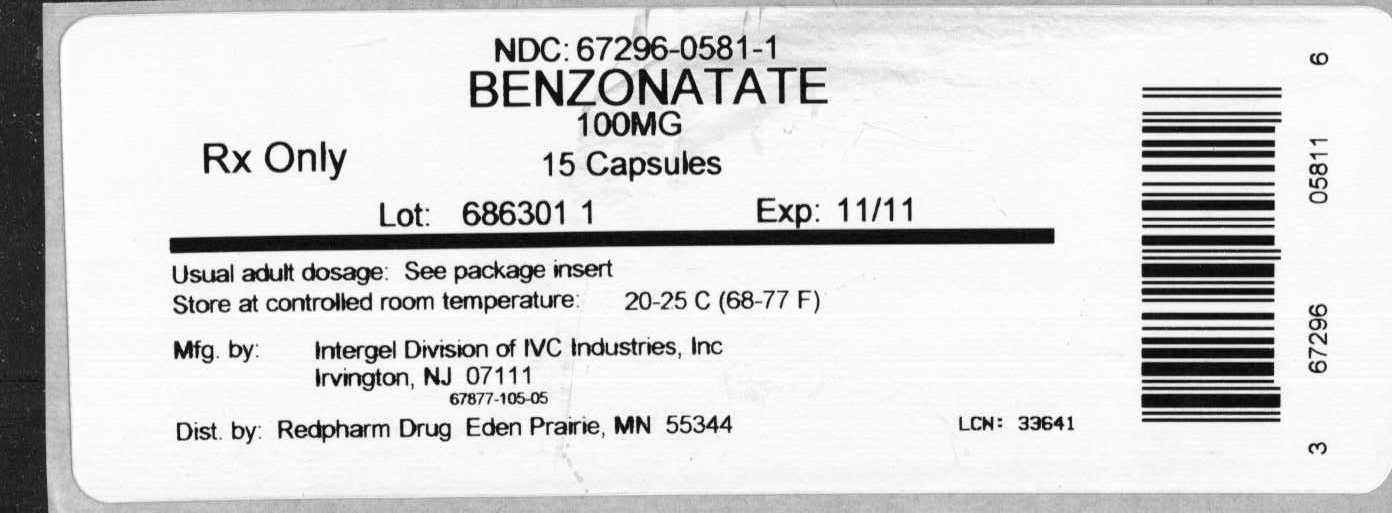 NDC: 67296-0581-1
BENZONATATE
100MG
Rx Only
15 Capsules
Lot: 686301 1 Exp: 11/11
Usual adult dosage: See package insert
Store at controlled room temperature: 20-25 C (68-77 F)
Mfg. by: Intergel Division of IVC Industries, Inc
Irvington, NJ 07111
67877-105-05
Dist. by: Redpharm Drug Eden Prairie, MN 55344
LCN: 33641
3 67296 05811 6